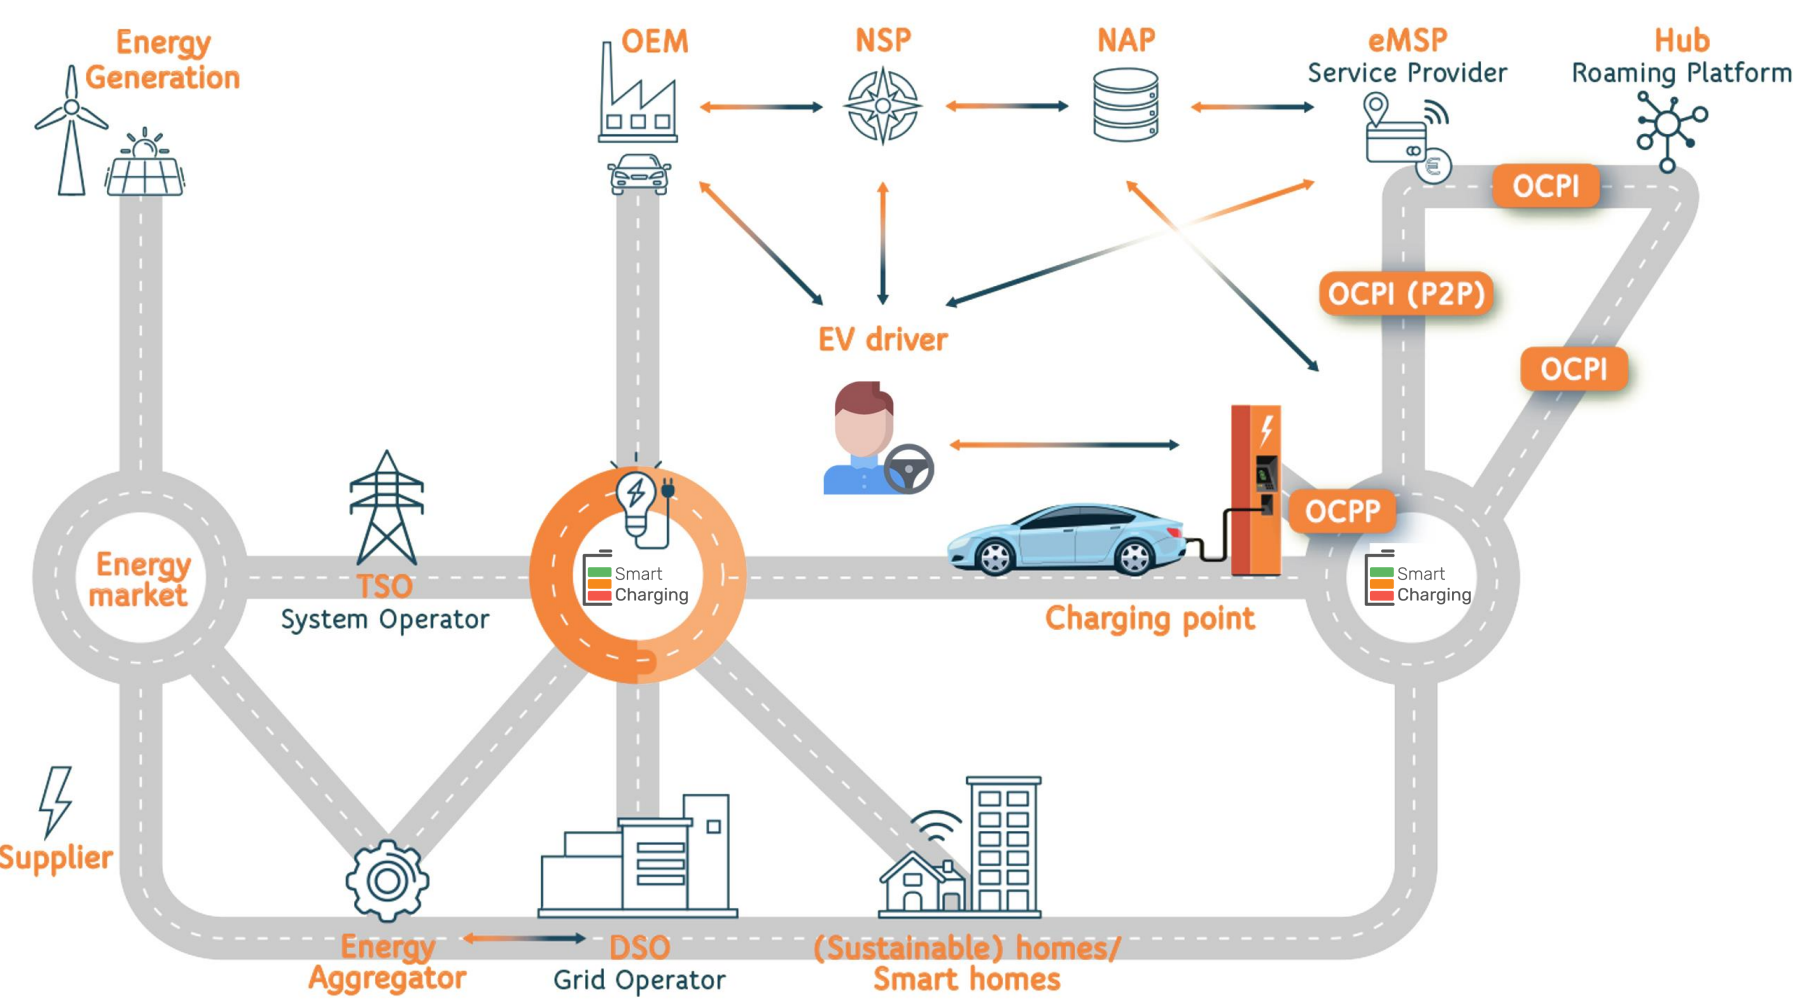 Energy
Generation
OEM
NSP
NAP
eMSP
Service Provider
Hub
Roaming Platform
OCPI
OCPI (P2P)
OCPI
EV driver
OCPP
Energy
market
TSO
System Operator
Smart
Charging
Charging point
Smart
Charging
Supplier
Energy
Aggregator
DSO
Grid Operator
(Sustainable) homes/
Smart homes